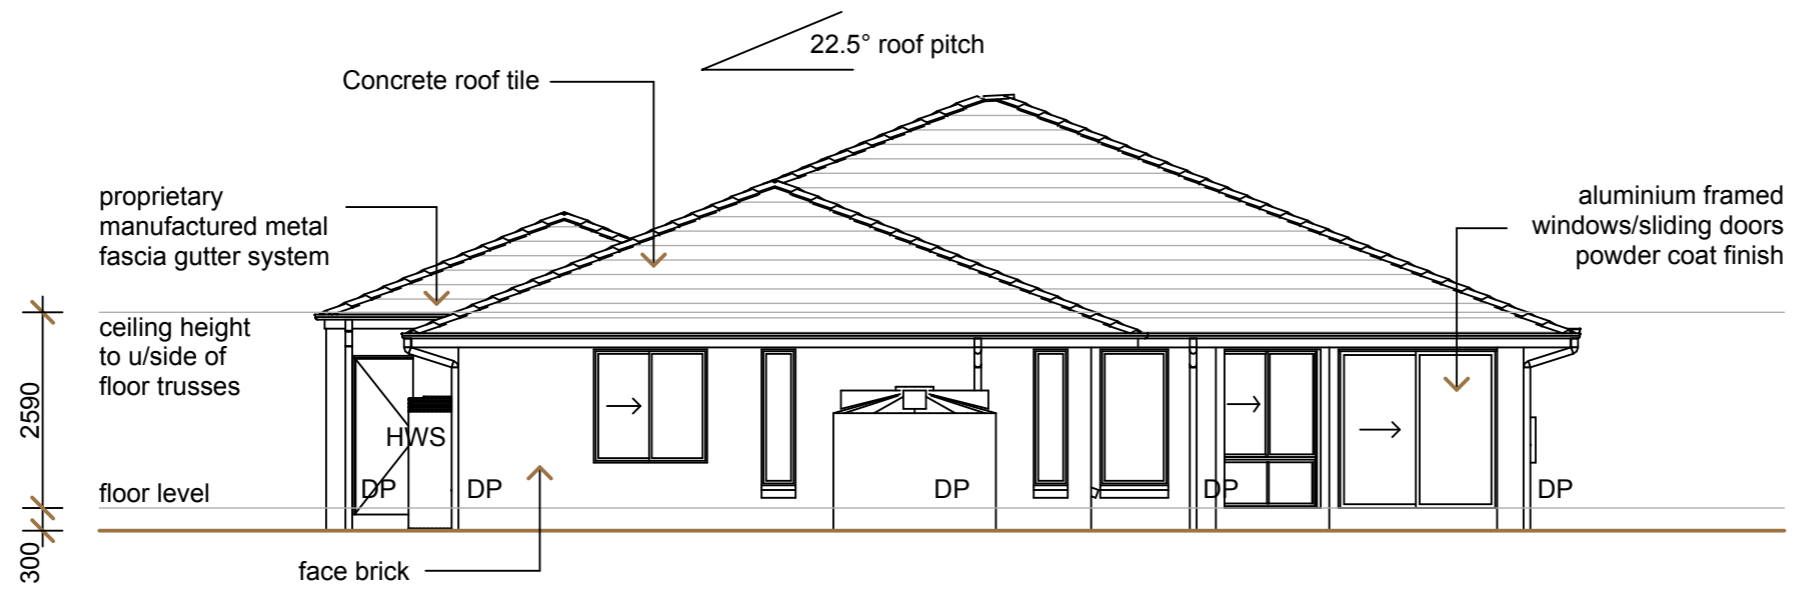 22.5° roof pitch
Concrete roof tile
proprietary
manufactured metal
fascia gutter system
aluminium framed
windows/sliding doors
powder coat finish
ceiling height
to u/side of
floor trusses
2590
HWS
floor level
DP
DP
DP
DP
DP
300
face brick